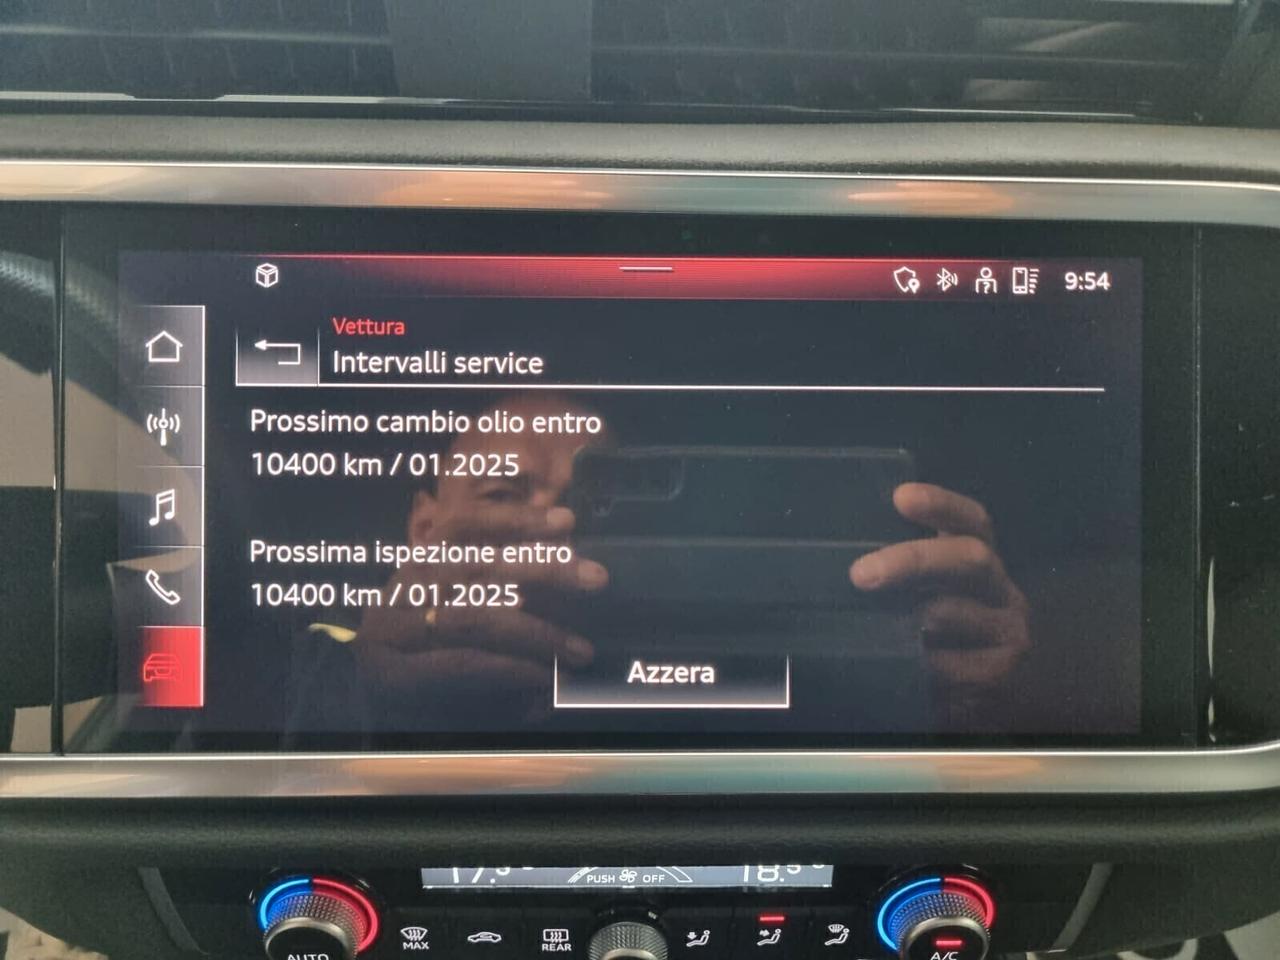 9:54
Vettura
Intervalli service
Prossimo cambio olio entro
10400 km / 01.2025
Prossima ispezione entro
10400 km / 01.2025
Azzera
PUSH OFF
MAX
REAR
AUTO
A/C